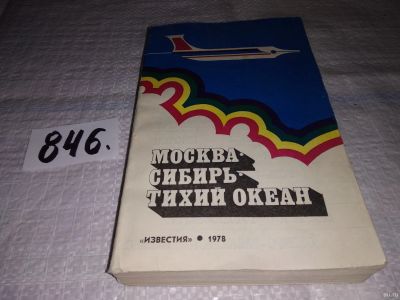 846.
МОСКВА-
СИБИРЬ-
ТИХИЙ ОКЕАН
«ИЗВЕСТИЯ» • 1978